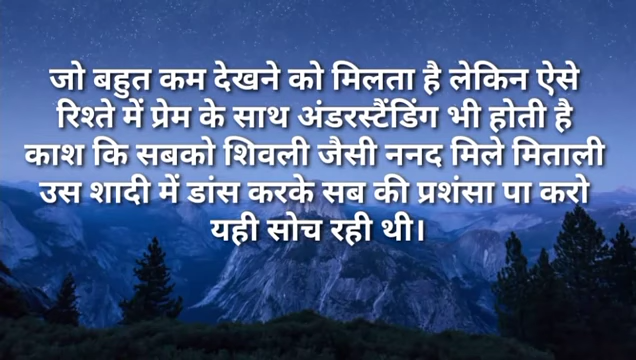 जो बहुत कम देखने को मिलता है लेकिन ऐसे
रिश्ते में प्रेम के साथ अंडरस्टैंडिंग भी होती है
काश कि सबको शिवली जैसी ननद मिले मिताली
उस शादी में डांस करके सब की प्रशंसा पा करो
यही सोच रही थी।